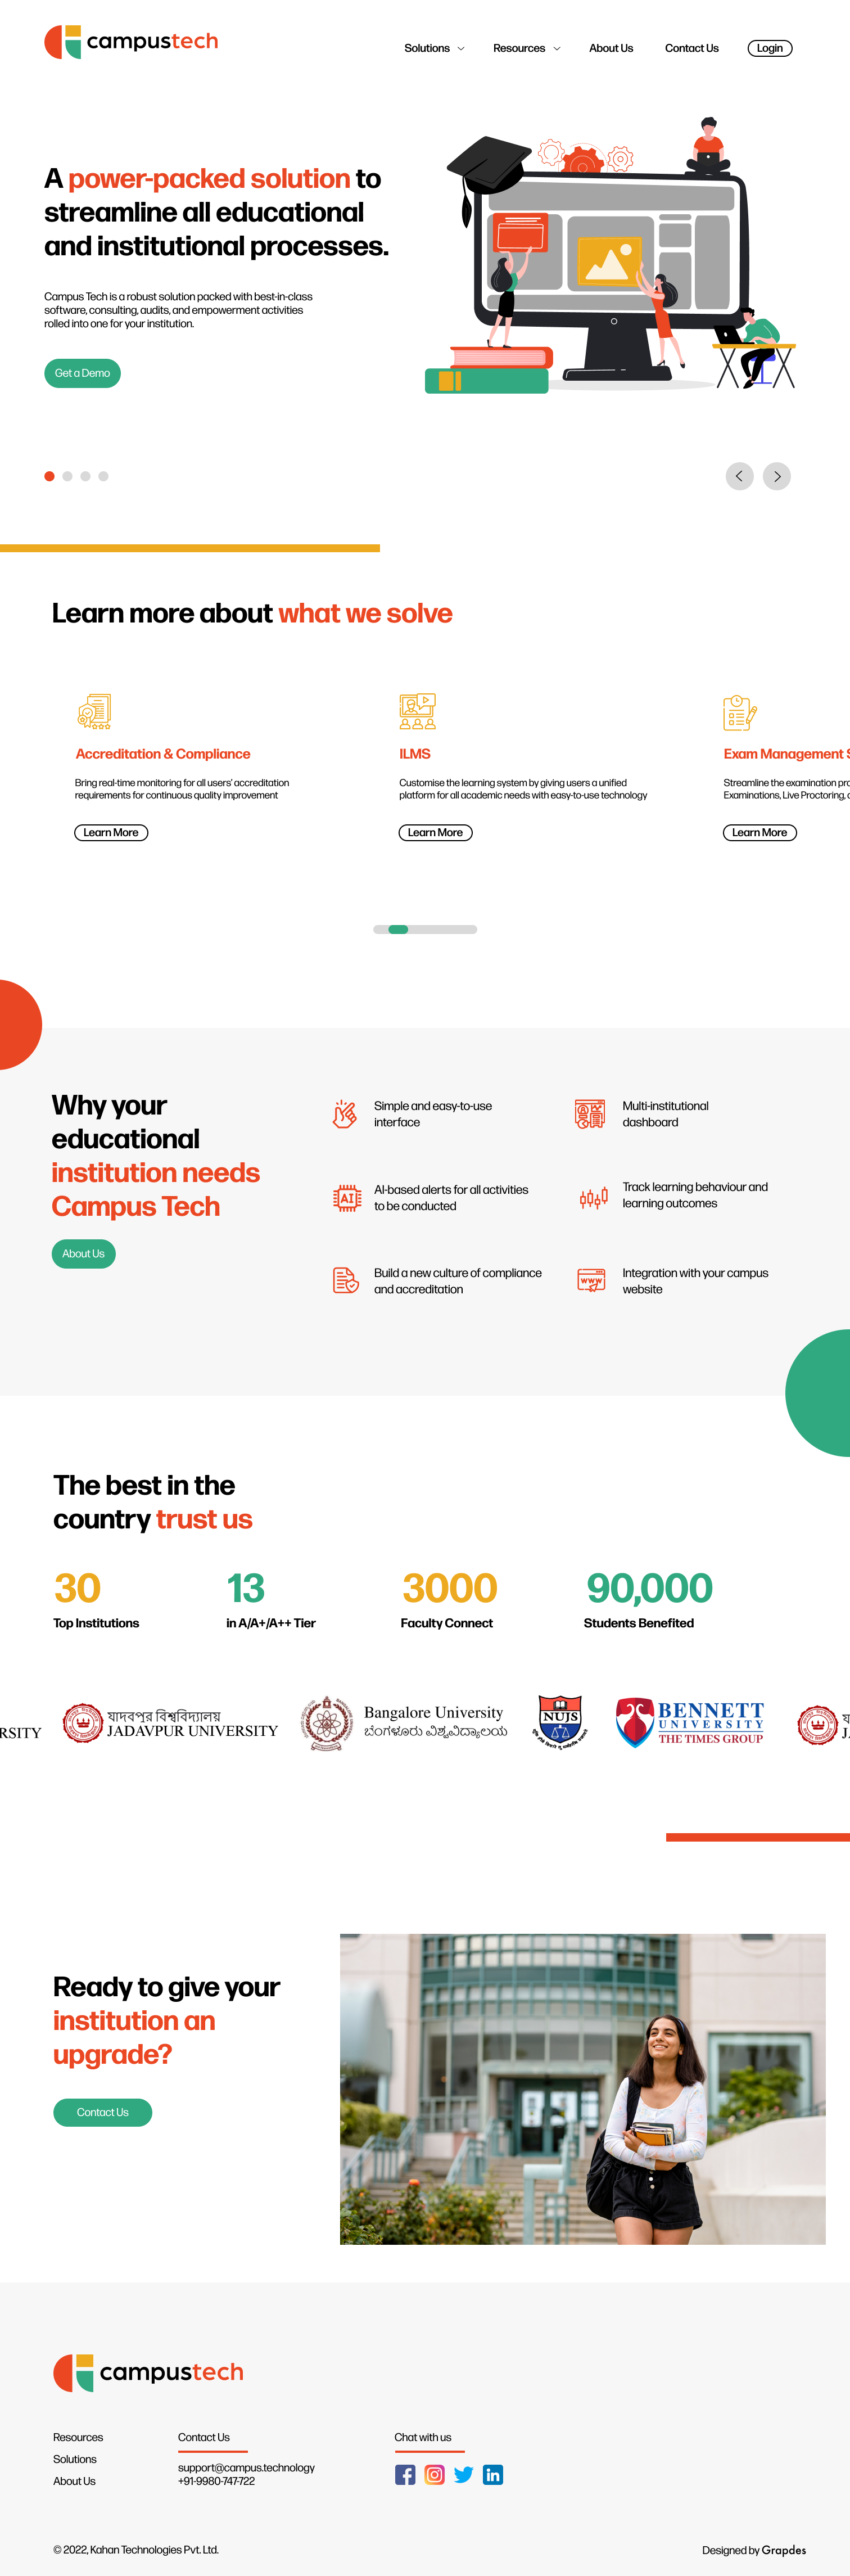 campustech
Solutions
Resources
About Us
Contact Us
Login
A power-packed solution to
streamline all educational
and institutional processes.
Campus Tech is a robust solution packed with best-in-class
software, consulting, audits, and empowerment activities
rolled into one for your institution.
Get a Demo
Learn more about what we solve
Accreditation & Compliance
Bring real-time monitoring for all users' accreditation
requirements for continuous quality improvement
Learn More
ILMS
Customise the learning system by giving users a unified
platform for all academic needs with easy-to-use technology
Learn More
Exam Management
Streamline the examination
Examinations, Live Proctoring,
Learn More
Why your
educational
institution needs
Campus Tech
About Us
Simple and easy-to-use
interface
Multi-institutional
dashboard
AI
AI-based alerts for all activities
to be conducted
Track learning behaviour and
learning outcomes
Build a new culture of compliance
and accreditation
www
Integration with your campus
website
The best in the
country trust us
30
Top Institutions
13
in A/A+/A++ Tier
3000
Faculty Connect
90,000
Students Benefited
RSITY
যাদবপুর বিশ্ববিদ্যালয়
JADAVPUR UNIVERSITY
Bangalore University
ಬೆಂಗಳೂರು ವಿಶ್ವವಿದ್ಯಾಲಯ
NUJS
BENNETT
UNIVERSITY
THE TIMES GROUP
Ready to give your
institution an
upgrade?
Contact Us
campustech
Resources
Solutions
About Us
Contact Us
support@campus.technology
+91-9980-747-722
Chat with us
© 2022, Kahan Technologies Pvt. Ltd.
Designed by Grapdes